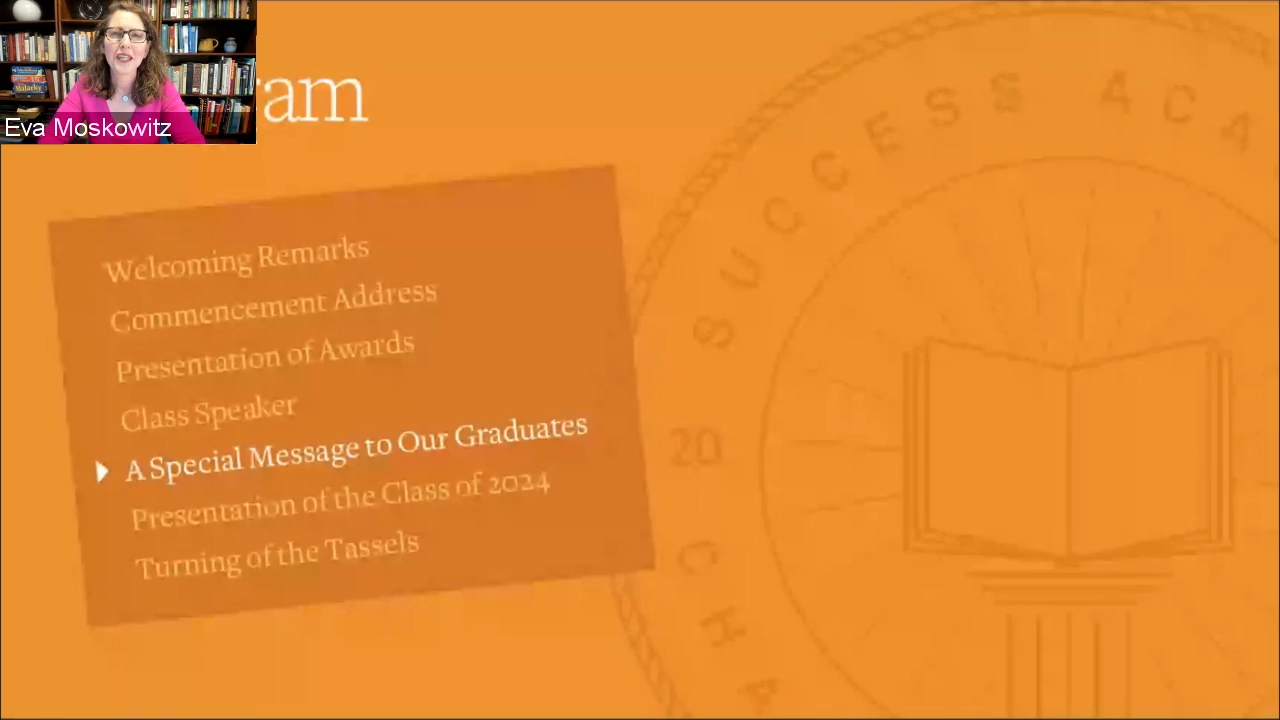 Eva Moskowitz
ram
Welcoming Remarks
Commencement Address
Presentation of Awards
Class Speaker
A Special Message to Our Graduates
Presentation of the Class of 2024
Turning of the Tassels
SUCCESS ACA
20
CHA